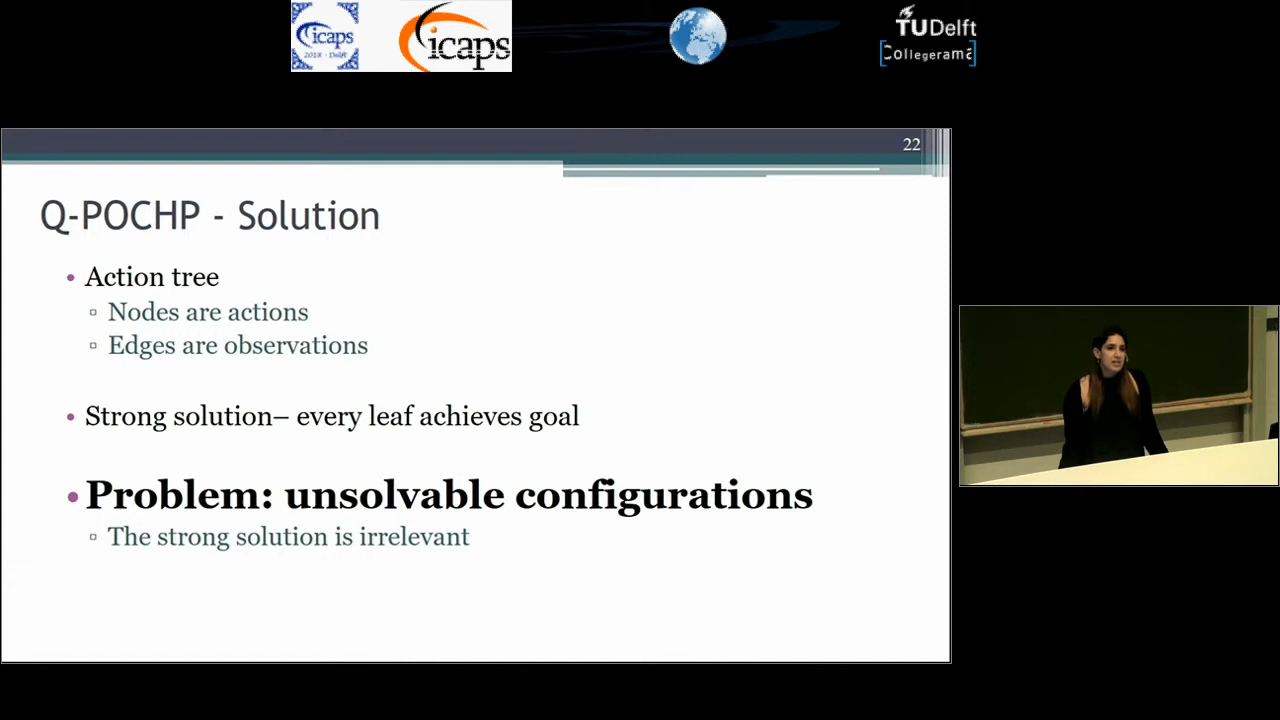 icaps
2018 - Delft
icaps
TUDelft
Collegerama
22
Q-POCHP - Solution
• Action tree
▫ Nodes are actions
▫ Edges are observations
• Strong solution– every leaf achieves goal
• Problem: unsolvable configurations
▫ The strong solution is irrelevant